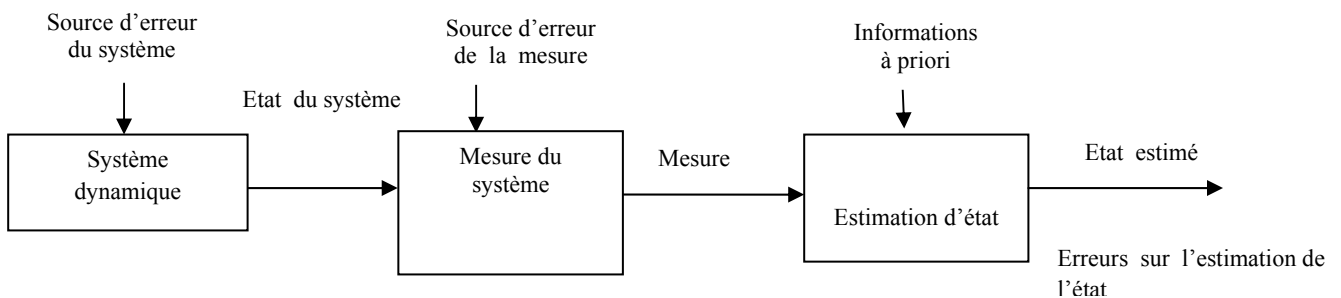 Source d’erreur
du système
Source d’erreur
de la mesure
Informations
à priori
Etat du système
Système
dynamique
Mesure du
système
Mesure
Estimation d’état
Etat estimé
Erreurs sur l’estimation de
l’état